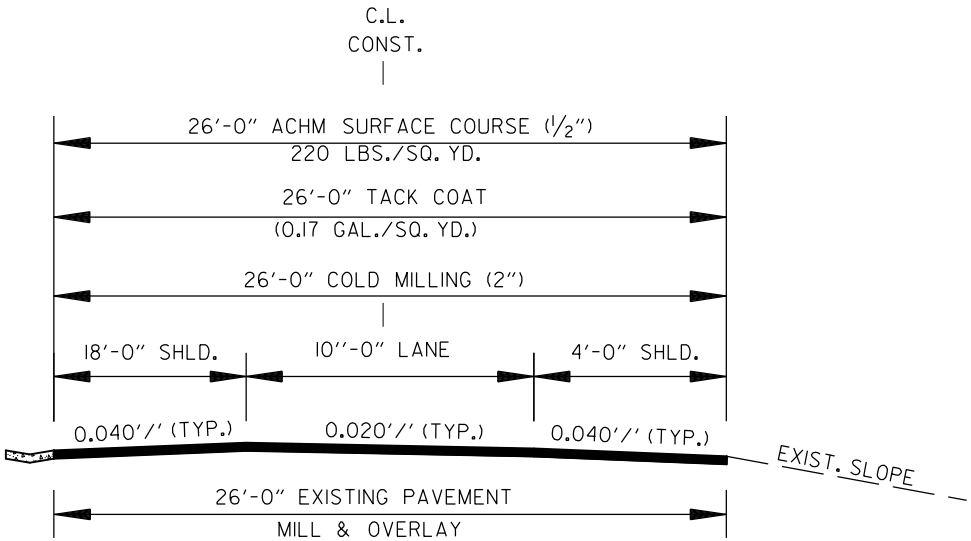 C.L.
CONST.
26'-0" ACHM SURFACE COURSE (1/2")
220 LBS./SQ. YD.
26'-0" TACK COAT
(0.17 GAL./SQ. YD.)
26'-0" COLD MILLING (2")
18'-0" SHLD. 10''-0" LANE 4'-0" SHLD.
0.040'/' (TYP.) 0.020'/' (TYP.) 0.040'/' (TYP.)
EXIST. SLOPE
26'-0" EXISTING PAVEMENT
MILL & OVERLAY